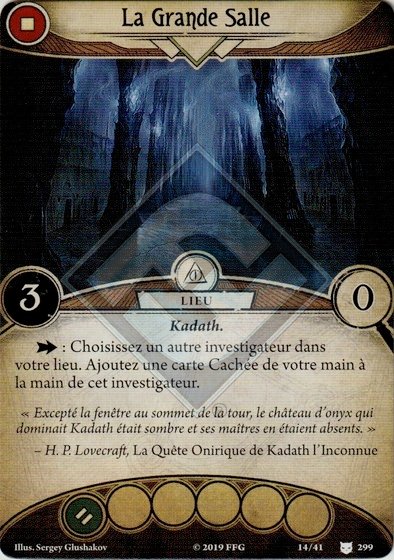 La Grande Salle
3
LIEU
0
Kadath.
: Choisissez un autre investigateur dans
votre lieu. Ajoutez une carte Cachée de votre main à
la main de cet investigateur.
« Excepté la fenêtre au sommet de la tour, le château d’onyx qui
dominait Kadath était sombre et ses maîtres en étaient absents. »
– H. P. Lovecraft, La Quête Onirique de Kadath l’Inconnue
Illus. Sergey Glushakov
© 2019 FFG
14/41
299